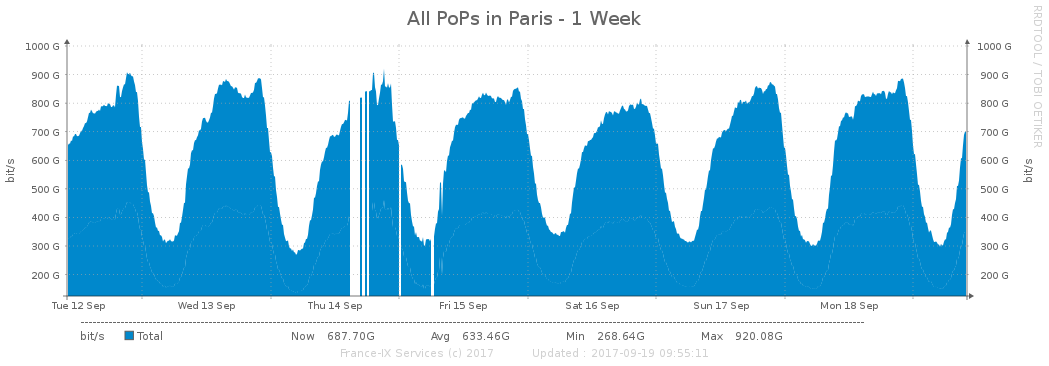 All PoPs in Paris - 1 Week
RRDTOOL / TOBI OETIKER
1000 G 1000 G
900 G 900 G
800 G 800 G
700 G 700 G
600 G 600 G
500 G 500 G
400 G 400 G
300 G 300 G
200 G 200 G
bit/s bit/s
Tue 12 Sep Wed 13 Sep Thu 14 Sep Fri 15 Sep Sat 16 Sep Sun 17 Sep Mon 18 Sep
bit/s Total Now 687.70G Avg 633.46G Min 268.64G Max 920.08G
France-IX Services (c) 2017 Updated : 2017-09-19 09:55:11